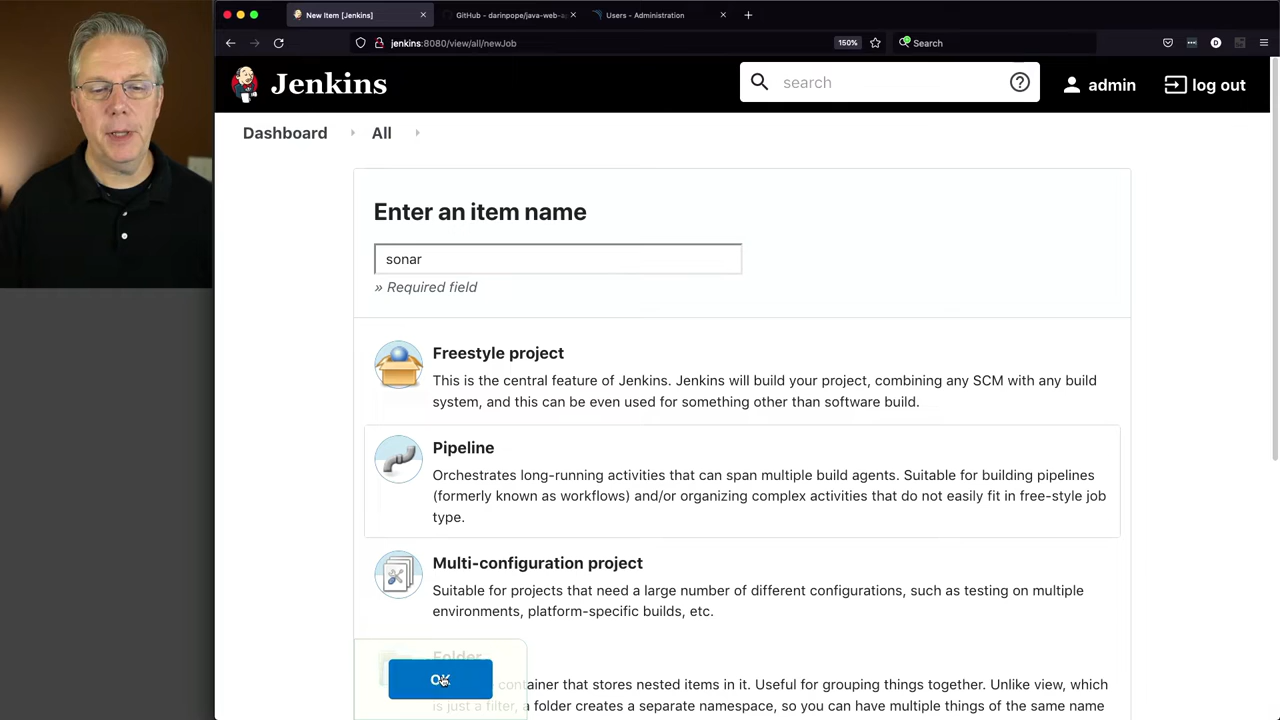 New Item [Jenkins]
GitHub - darinpope/java-web-a
Users - Administration
jenkins:8080/view/all/newJob
150%
Search
Jenkins
search
admin
log out
Dashboard
All
Enter an item name
sonar
» Required field
Freestyle project
This is the central feature of Jenkins. Jenkins will build your project, combining any SCM with any build
system, and this can be even used for something other than software build.
Pipeline
Orchestrates long-running activities that can span multiple build agents. Suitable for building pipelines
(formerly known as workflows) and/or organizing complex activities that do not easily fit in free-style job
type.
Multi-configuration project
Suitable for projects that need a large number of different configurations, such as testing on multiple
environments, platform-specific builds, etc.
Folder
OK
container that stores nested items in it. Useful for grouping things together. Unlike view, which
is just a filter, a folder creates a separate namespace, so you can have multiple things of the same name